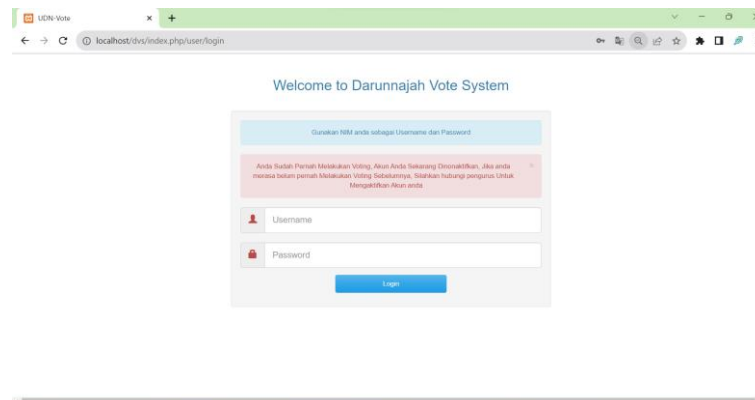 UDN-Vote
localhost/dvs/index.php/user/login
Welcome to Darunnajah Vote System
Gunakan NIM anda sebagai Username dan Password
Anda Sudah Pernah Melakukan Voting, Akun Anda Sekarang Dinonaktifkan, Jika anda
merasa belum pernah Melakukan Voting Sebelumnya, Silahkan hubungi pengurus Untuk
Mengaktifkan Akun anda
Username
Password
Login